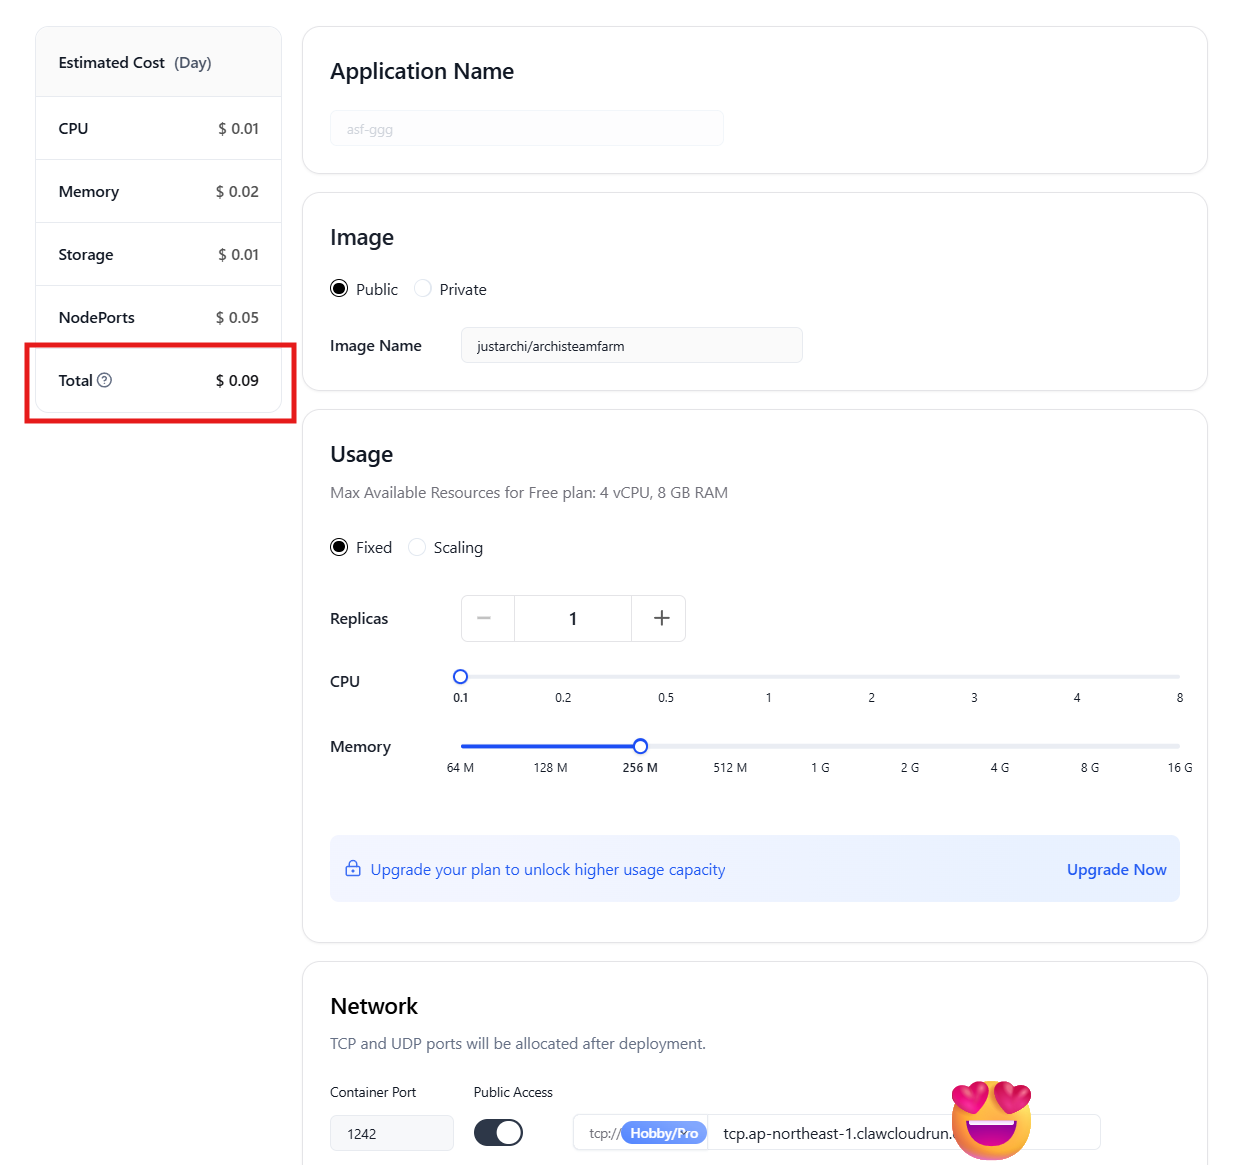 Estimated Cost (Day)
CPU $ 0.01
Memory $ 0.02
Storage $ 0.01
NodePorts $ 0.05
Total $ 0.09
Application Name
asf-ggg
Image
Public Private
Image Name justarchi/archisteamfarm
Usage
Max Available Resources for Free plan: 4 vCPU, 8 GB RAM
Fixed Scaling
Replicas − 1 +
CPU
0.1 0.2 0.5 1 2 3 4 8
Memory
64 M 128 M 256 M 512 M 1 G 2 G 4 G 8 G 16 G
Upgrade your plan to unlock higher usage capacity Upgrade Now
Network
TCP and UDP ports will be allocated after deployment.
Container Port Public Access
1242 tcp:// Hobby/Pro tcp.ap-northeast-1.clawcloudrun.